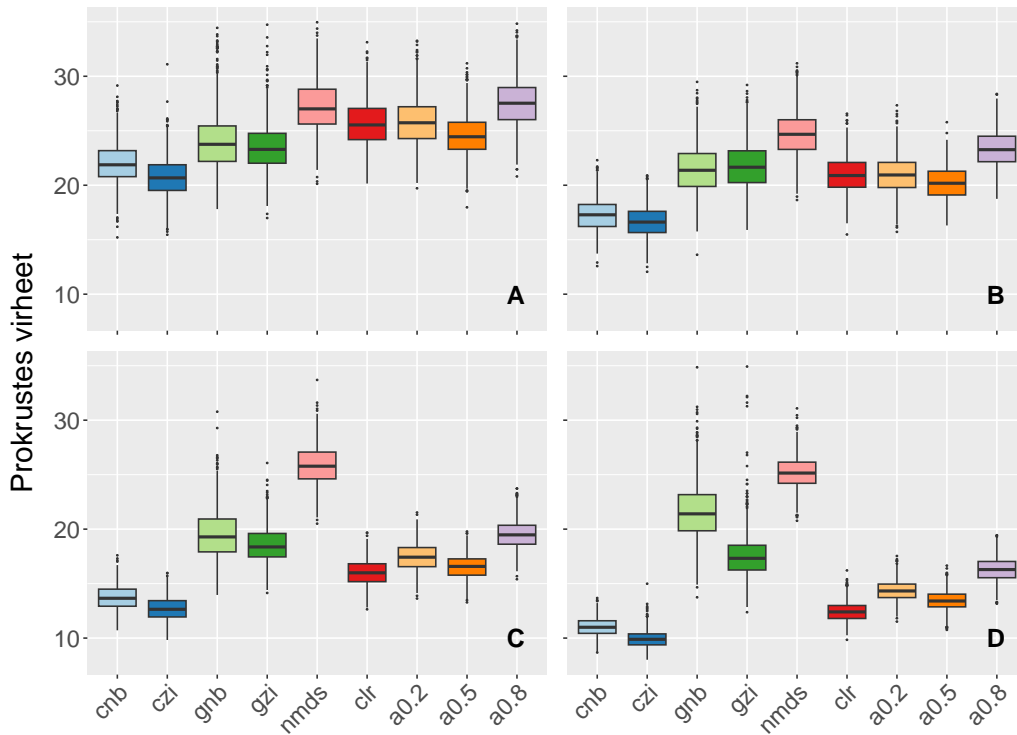 Prokrustes virheet
30
20
10
A
B
30
20
10
C
D
cnb czi gnb gzi nmds clr a0.2 a0.5 a0.8
cnb czi gnb gzi nmds clr a0.2 a0.5 a0.8